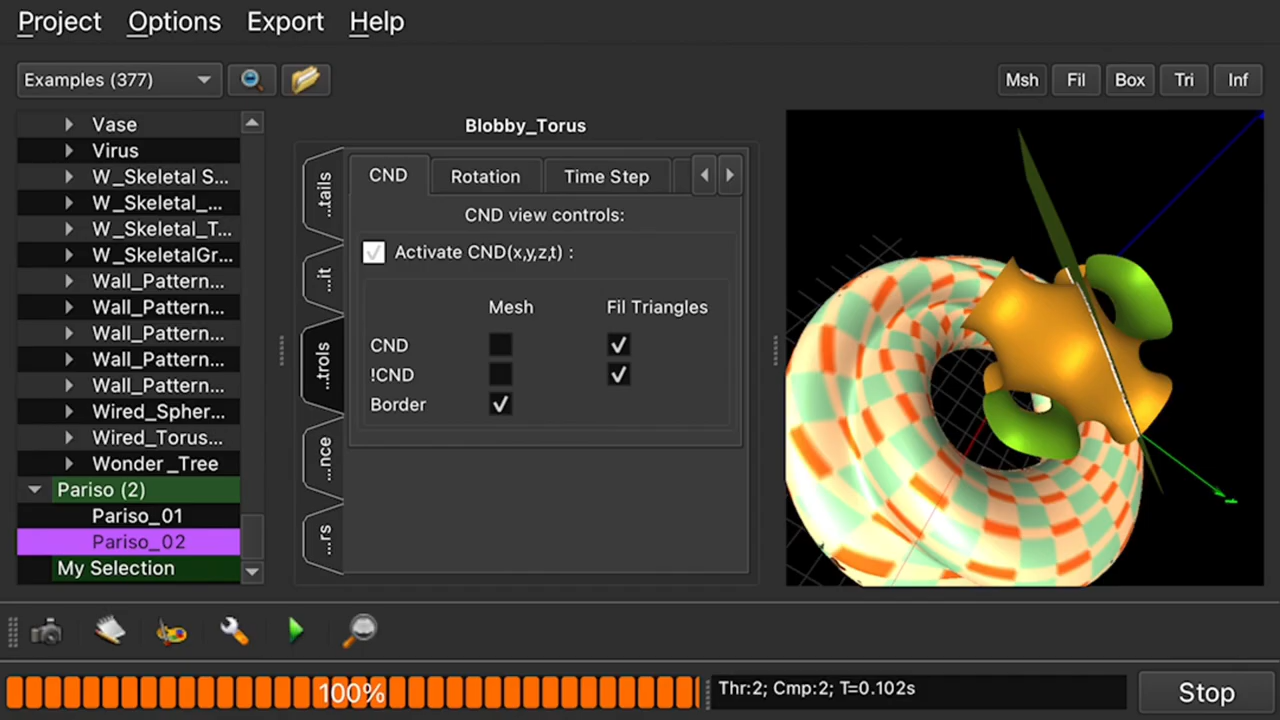 Project Options Export Help
Examples (377)
Msh Fil Box Tri Inf
Vase
Virus
W_Skeletal S...
W_Skeletal_...
W_Skeletal_T...
W_SkeletalGr...
Wall_Pattern...
Wall_Pattern...
Wall_Pattern...
Wall_Pattern...
Wall_Pattern...
Wired_Spher...
Wired_Torus...
Wonder_Tree
Pariso (2)
Pariso_01
Pariso_02
My Selection
Blobby_Torus
...tails
...it
...trols
...nce
...rs
CND Rotation Time Step
CND view controls:
Activate CND(x,y,z,t) :
Mesh Fil Triangles
CND
!CND
Border
100%
Thr:2; Cmp:2; T=0.102s
Stop